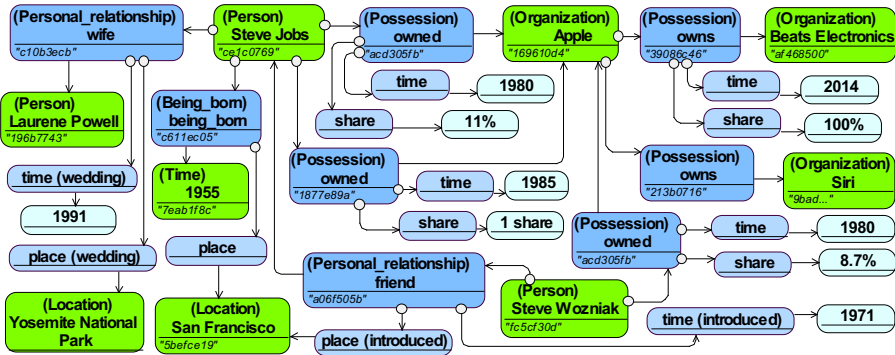 (Personal_relationship)
wife
"c10b3ecb"
(Person)
Steve Jobs
"ce1c0769"
(Possession)
owned
"acd305fb"
(Organization)
Apple
"169610d4"
(Possession)
owns
"39086c46"
(Organization)
Beats Electronics
"af468500"
time
1980
time
2014
(Person)
Laurene Powell
"196b7743"
(Being_born)
being_born
"c611ec05"
share
11%
share
100%
(Possession)
owned
"1877e89a"
(Possession)
owns
"213b0716"
(Organization)
Siri
"9bad..."
time (wedding)
(Time)
1955
"7eab1f8c"
time
1985
1991
share
1 share
(Possession)
owned
"acd305fb"
time
1980
place (wedding)
place
share
8.7%
(Personal_relationship)
friend
"a06f505b"
(Person)
Steve Wozniak
"fc5cf30d"
(Location)
Yosemite National
Park
(Location)
San Francisco
"5befce19"
place (introduced)
time (introduced)
1971